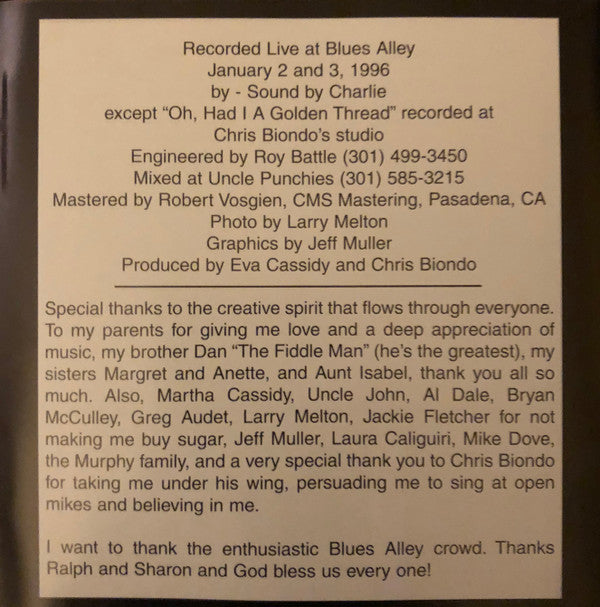 Recorded Live at Blues Alley
January 2 and 3, 1996
by - Sound by Charlie
except “Oh, Had I A Golden Thread” recorded at
Chris Biondo’s studio
Engineered by Roy Battle (301) 499-3450
Mixed at Uncle Punchies (301) 585-3215
Mastered by Robert Vosgien, CMS Mastering, Pasadena, CA
Photo by Larry Melton
Graphics by Jeff Muller
Produced by Eva Cassidy and Chris Biondo
Special thanks to the creative spirit that flows through everyone.
To my parents for giving me love and a deep appreciation of
music, my brother Dan “The Fiddle Man” (he’s the greatest), my
sisters Margret and Anette, and Aunt Isabel, thank you all so
much. Also, Martha Cassidy, Uncle John, Al Dale, Bryan
McCulley, Greg Audet, Larry Melton, Jackie Fletcher for not
making me buy sugar, Jeff Muller, Laura Caliguiri, Mike Dove,
the Murphy family, and a very special thank you to Chris Biondo
for taking me under his wing, persuading me to sing at open
mikes and believing in me.
I want to thank the enthusiastic Blues Alley crowd. Thanks
Ralph and Sharon and God bless us every one!